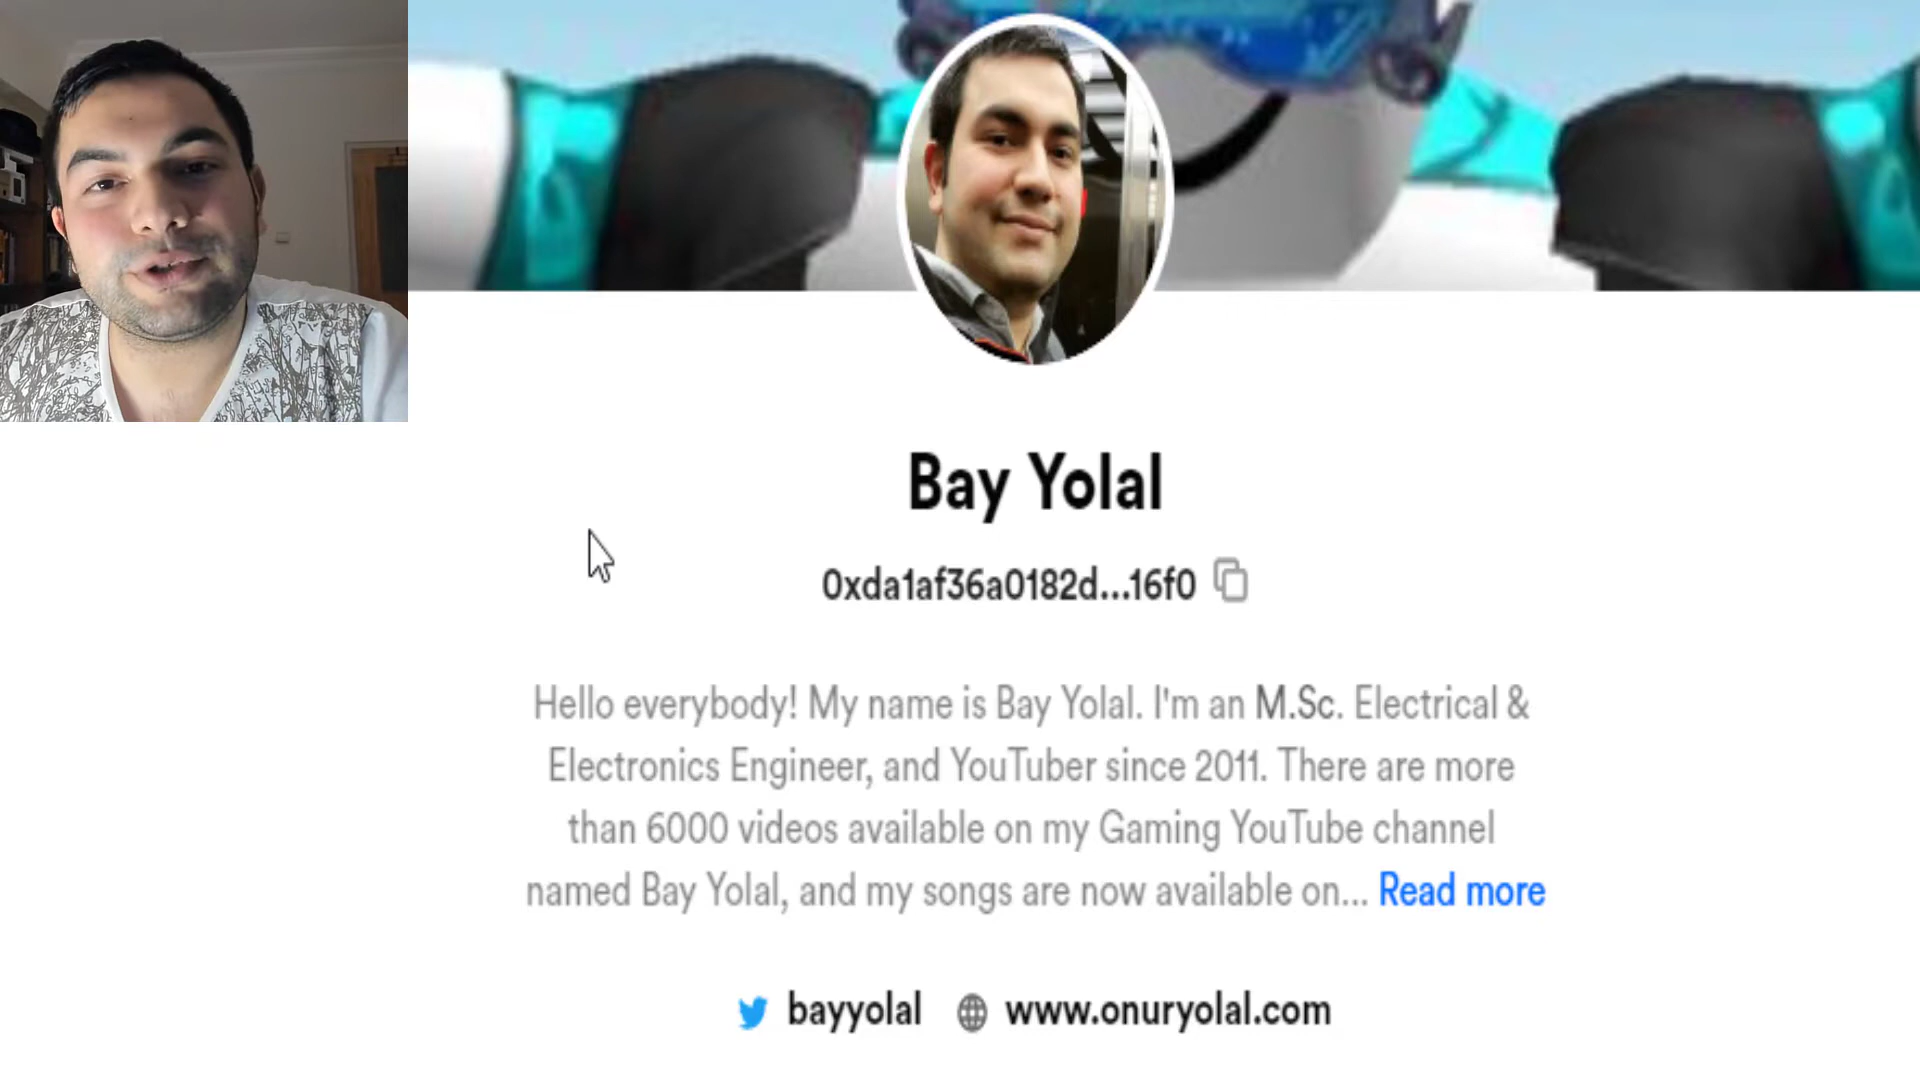 Bay Yolal
0xda1af36a0182d...16f0
Hello everybody! My name is Bay Yolal. I'm an M.Sc. Electrical &
Electronics Engineer, and YouTuber since 2011. There are more
than 6000 videos available on my Gaming YouTube channel
named Bay Yolal, and my songs are now available on... Read more
bayyolal www.onuryolal.com